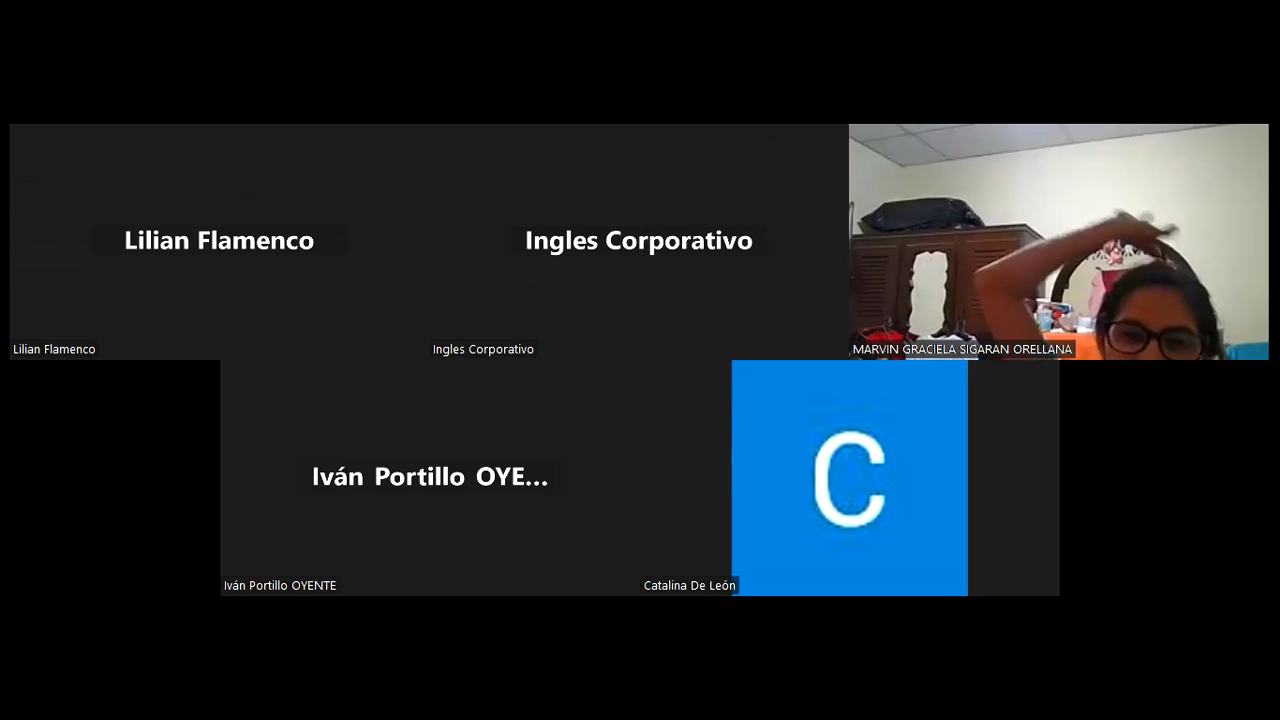 Lilian Flamenco
Ingles Corporativo
Lilian Flamenco
Ingles Corporativo
MARVIN GRACIELA SIGARAN ORELLANA
Iván Portillo OYE...
C
Iván Portillo OYENTE
Catalina De León